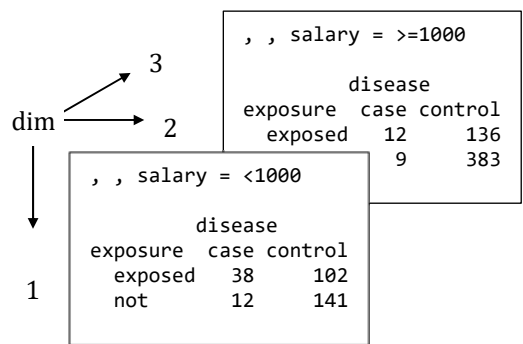 , , salary = >=1000
disease
exposure case control
exposed 12 136
9 383
3
dim
2
1
, , salary = <1000
disease
exposure case control
exposed 38 102
not 12 141